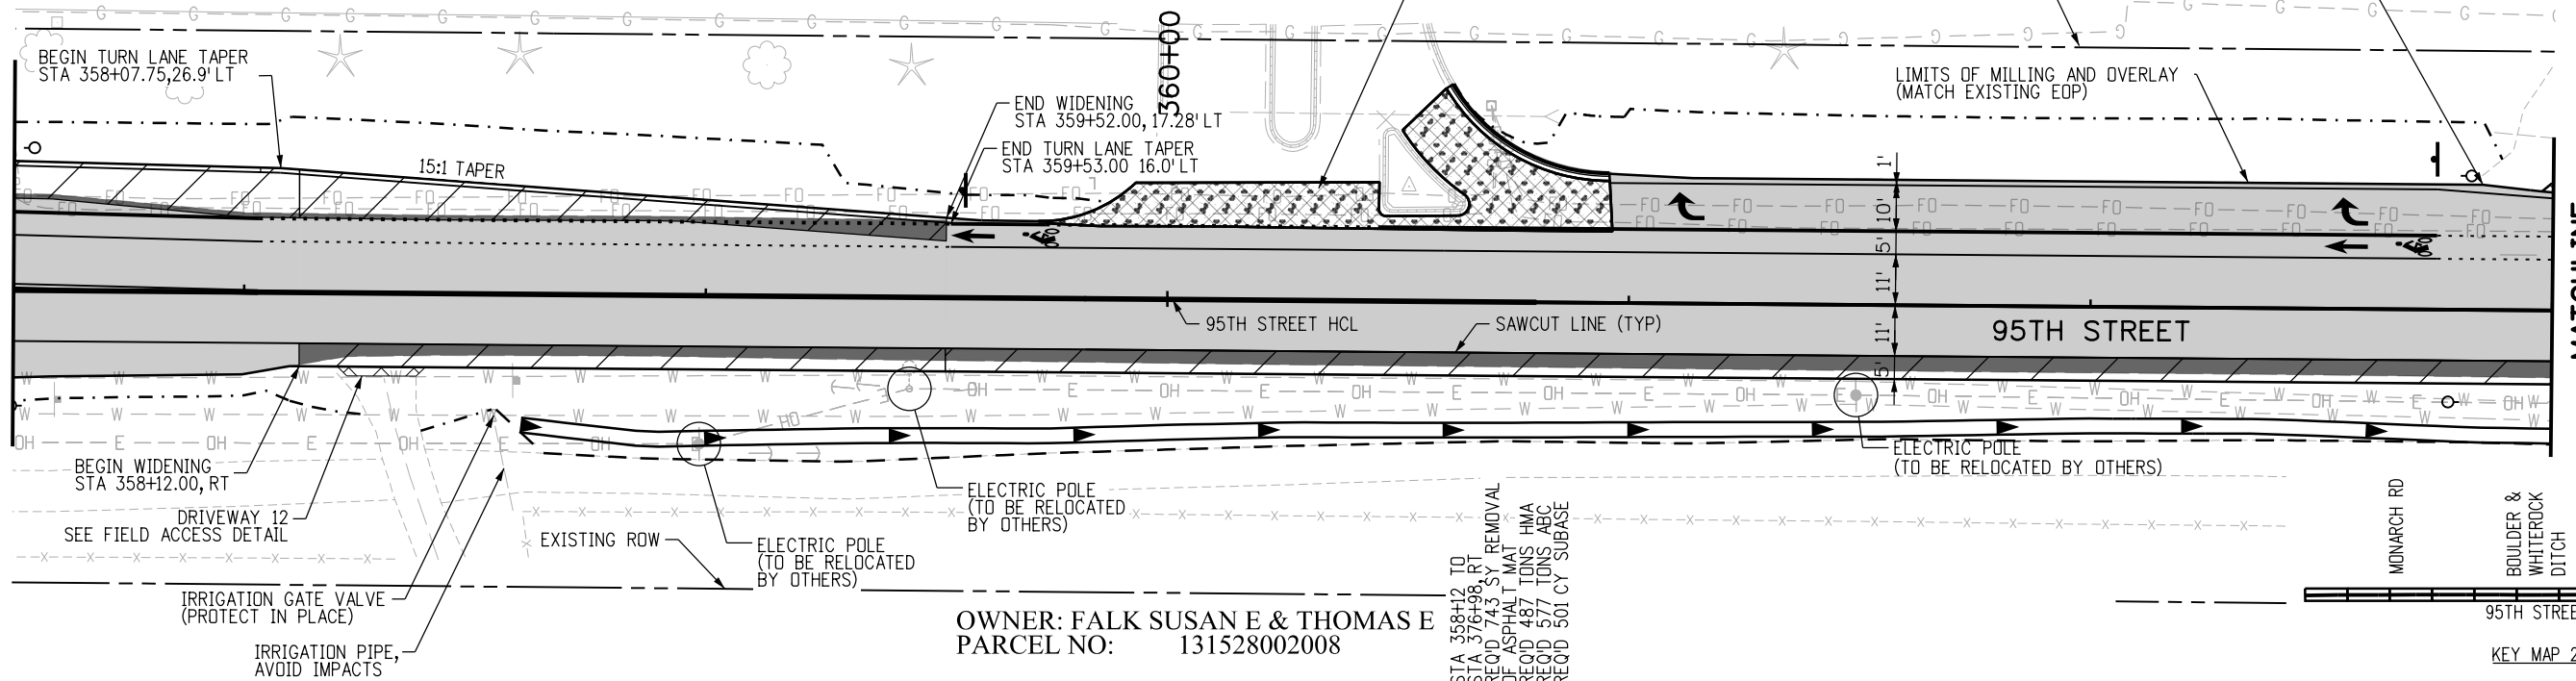 BEGIN TURN LANE TAPER
STA 358+07.75,26.9' LT
15:1 TAPER
END WIDENING
STA 359+52.00, 17.28' LT
END TURN LANE TAPER
STA 359+53.00 16.0' LT
360+00
LIMITS OF MILLING AND OVERLAY
(MATCH EXISTING EOP)
1'
10'
5'
11'
11'
5'
95TH STREET HCL
SAWCUT LINE (TYP)
95TH STREET
BEGIN WIDENING
STA 358+12.00, RT
DRIVEWAY 12
SEE FIELD ACCESS DETAIL
IRRIGATION GATE VALVE
(PROTECT IN PLACE)
IRRIGATION PIPE,
AVOID IMPACTS
EXISTING ROW
ELECTRIC POLE
(TO BE RELOCATED
BY OTHERS)
ELECTRIC POLE
(TO BE RELOCATED
BY OTHERS)
ELECTRIC POLE
(TO BE RELOCATED BY OTHERS)
OWNER: FALK SUSAN E & THOMAS E
PARCEL NO: 131528002008
STA 358+12 TO
STA 376+98, RT
REQ'D 743 SY REMOVAL
OF ASPHALT MAT
REQ'D 487 TONS HMA
REQ'D 577 TONS ABC
REQ'D 501 CY SUBASE
MONARCH RD
BOULDER &
WHITEROCK
DITCH
95TH STREE
KEY MAP 2